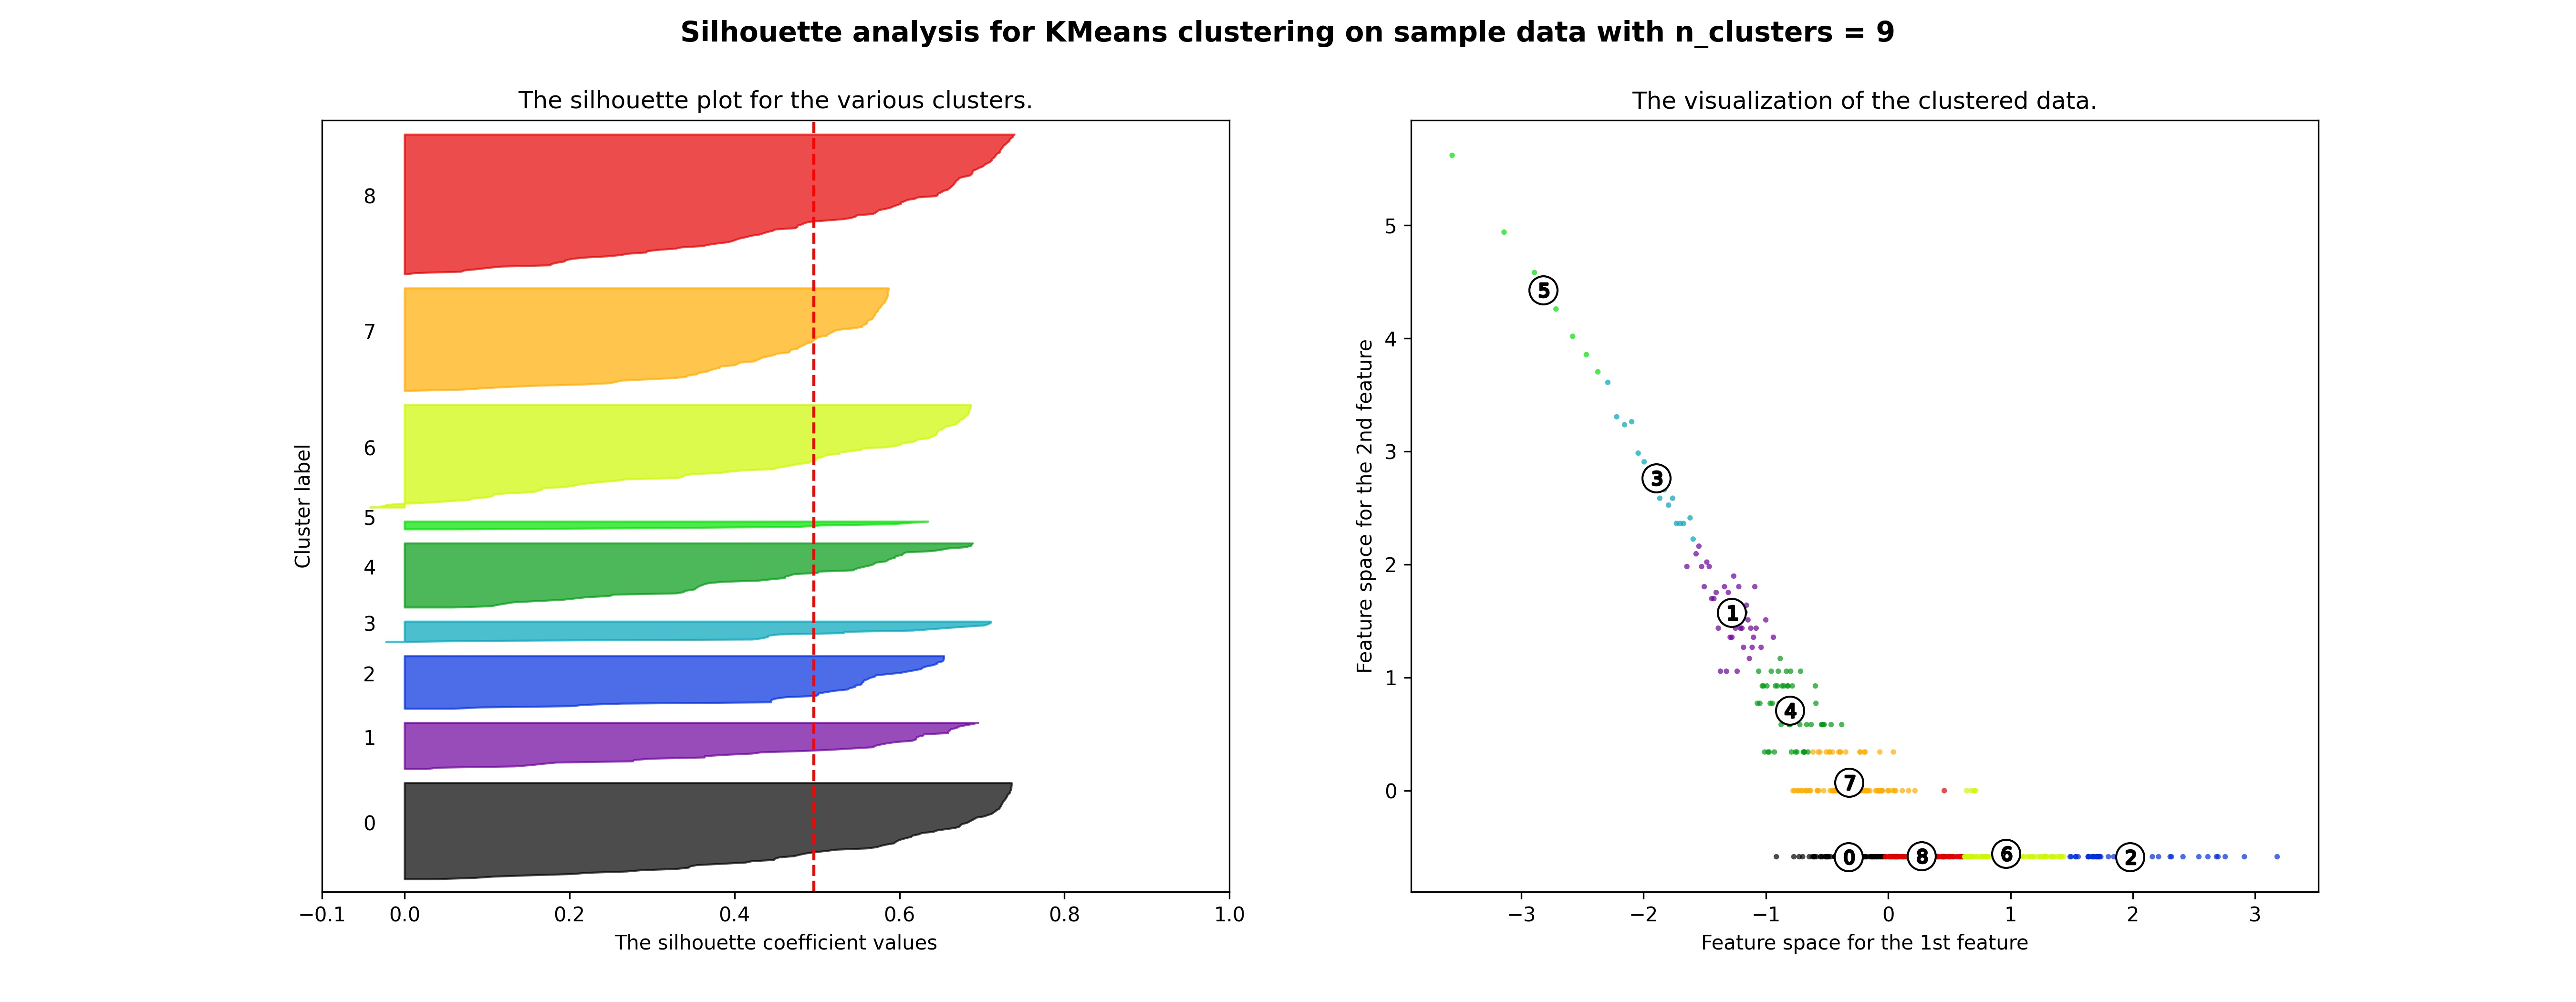 Silhouette analysis for KMeans clustering on sample data with n_clusters = 9
The silhouette plot for the various clusters.
Cluster label
8
7
6
5
4
3
2
1
0
−0.1 0.0 0.2 0.4 0.6 0.8 1.0
The silhouette coefficient values
The visualization of the clustered data.
Feature space for the 2nd feature
5
4
3
2
1
0
5
3
1
4
7
0 8 6 2
−3 −2 −1 0 1 2 3
Feature space for the 1st feature